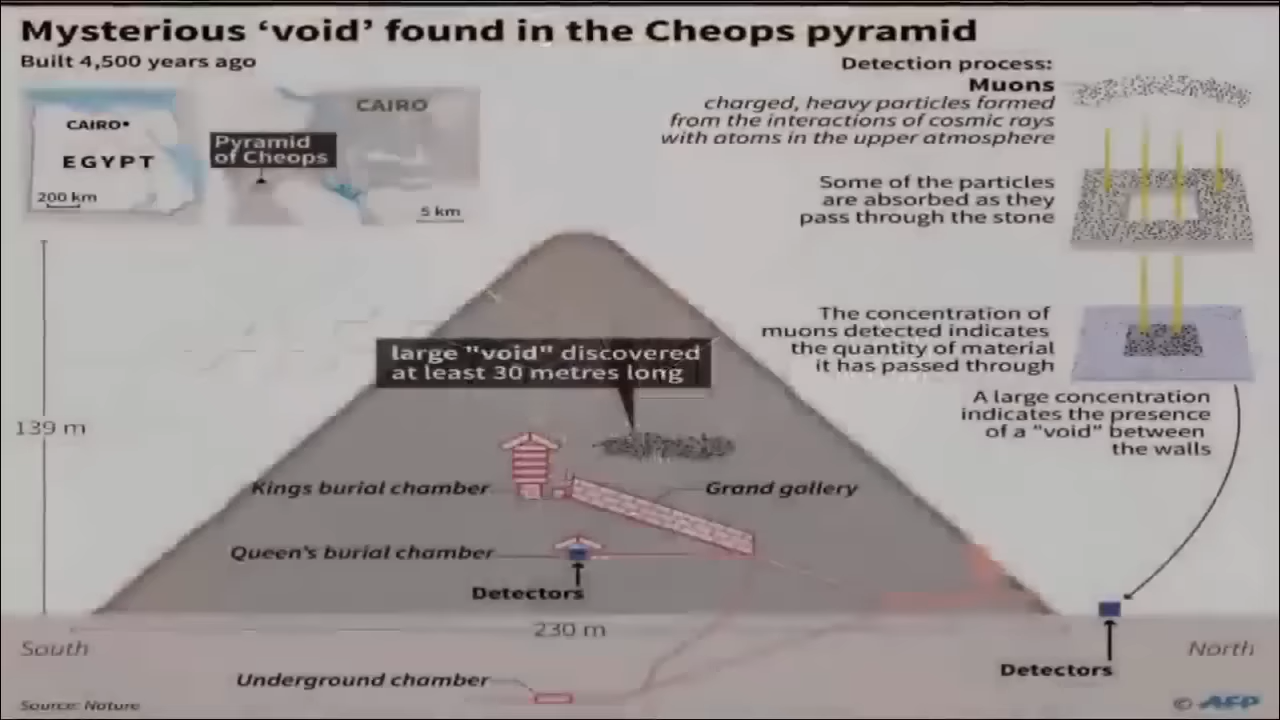 Mysterious ‘void’ found in the Cheops pyramid
Built 4,500 years ago
CAIRO
EGYPT
200 km
Pyramid
of Cheops
CAIRO
5 km
Detection process:
Muons
charged, heavy particles formed
from the interactions of cosmic rays
with atoms in the upper atmosphere
Some of the particles
are absorbed as they
pass through the stone
The concentration of
muons detected indicates
the quantity of material
it has passed through
A large concentration
indicates the presence
of a "void" between
the walls
large "void" discovered
at least 30 metres long
139 m
Kings burial chamber
Grand gallery
Queen's burial chamber
Detectors
230 m
South
North
Detectors
Underground chamber
Source: Nature
© AFP